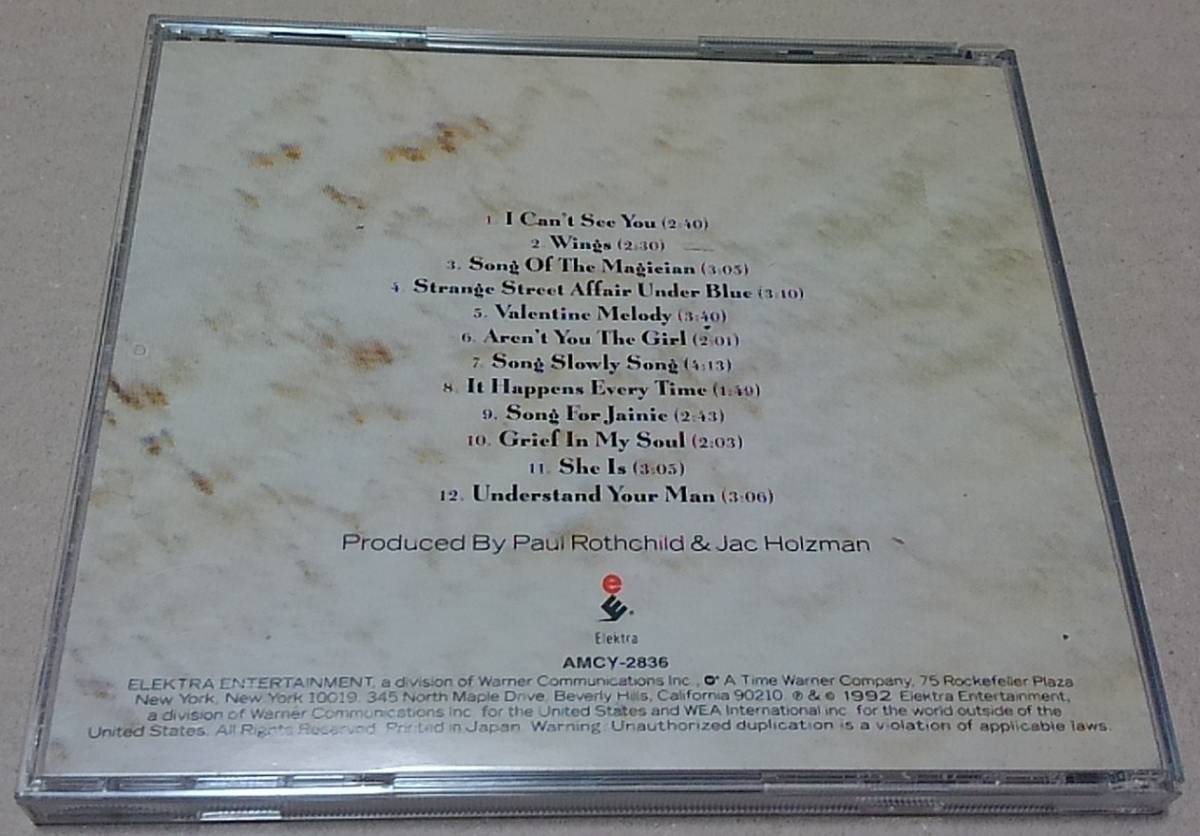 1. I Can't See You (2:40)
2. Wings (2:30)
3. Song Of The Magician (3:05)
4. Strange Street Affair Under Blue (3:10)
5. Valentine Melody (3:40)
6. Aren't You The Girl (2:01)
7. Song Slowly Song (4:13)
8. It Happens Every Time (1:49)
9. Song For Jainie (2:43)
10. Grief In My Soul (2:03)
11. She Is (3:05)
12. Understand Your Man (3:06)
Produced By Paul Rothchild & Jac Holzman
Elektra
AMCY-2836
ELEKTRA ENTERTAINMENT, a division of Warner Communications Inc., A Time Warner Company, 75 Rockefeller Plaza
New York, New York 10019. 345 North Maple Drive, Beverly Hills, California 90210. ℗ & © 1992 Elektra Entertainment,
a division of Warner Communications Inc. for the United States and WEA International Inc. for the world outside of the
United States. All Rights Reserved. Printed in Japan. Warning: Unauthorized duplication is a violation of applicable laws.